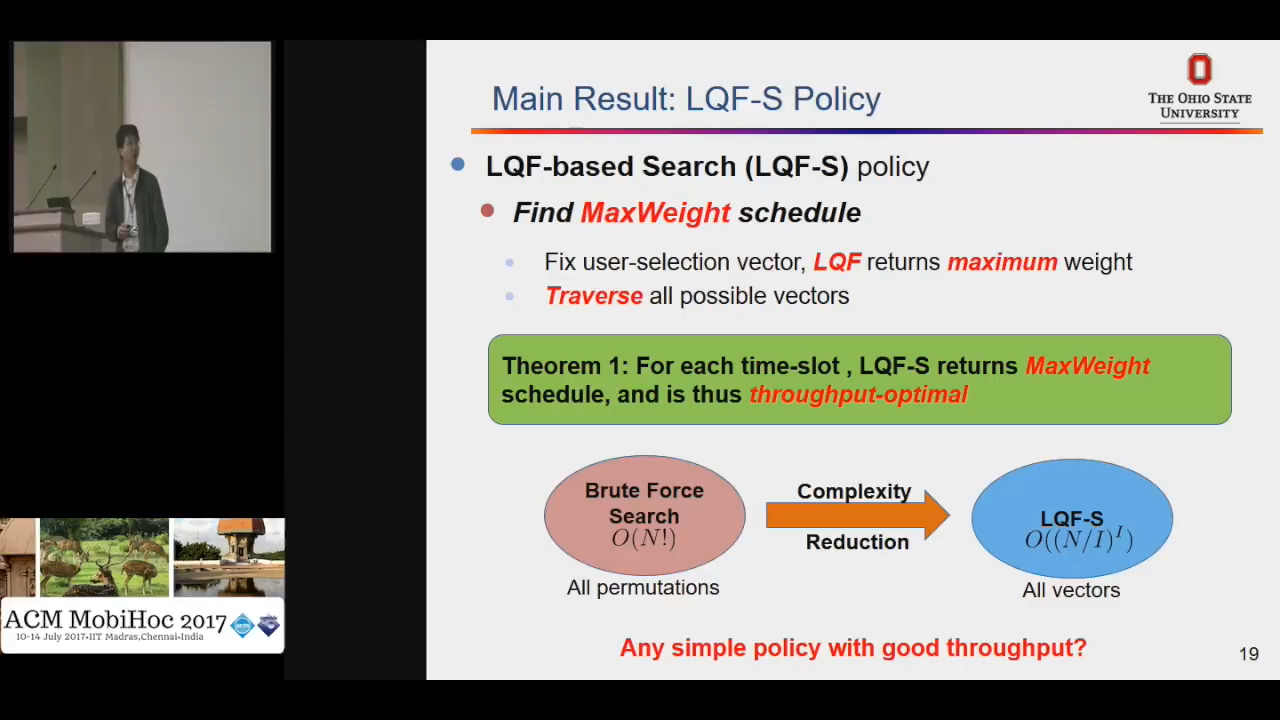 Main Result: LQF-S Policy
THE OHIO STATE
UNIVERSITY
LQF-based Search (LQF-S) policy
Find MaxWeight schedule
Fix user-selection vector, LQF returns maximum weight
Traverse all possible vectors
Theorem 1: For each time-slot , LQF-S returns MaxWeight
schedule, and is thus throughput-optimal
Brute Force
Search
O(N!)
All permutations
Complexity
Reduction
LQF-S
O((N/I)^I)
All vectors
Any simple policy with good throughput?
19
ACM MobiHoc 2017
10-14 July 2017•IIT Madras,Chennai•India
acm